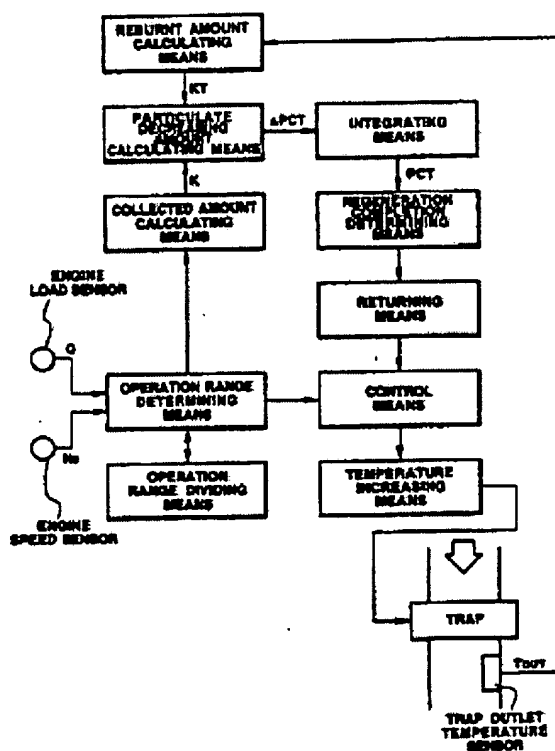 REBURNT AMOUNT
CALCULATING
MEANS
KT
PARTICULATE
DECREASING
AMOUNT
CALCULATING MEANS
ΔPCT
INTEGRATING
MEANS
K
PCT
COLLECTED AMOUNT
CALCULATING
MEANS
REGENERATION
COMPLETION
DETERMINING
MEANS
ENGINE
LOAD SENSOR
RETURNING
MEANS
Q
OPERATION RANGE
DETERMINING
MEANS
CONTROL
MEANS
Ne
OPERATION
RANGE DIVIDING
MEANS
TEMPERATURE
INCREASING
MEANS
ENGINE
SPEED SENSOR
TRAP
TOUT
TRAP OUTLET
TEMPERATURE
SENSOR